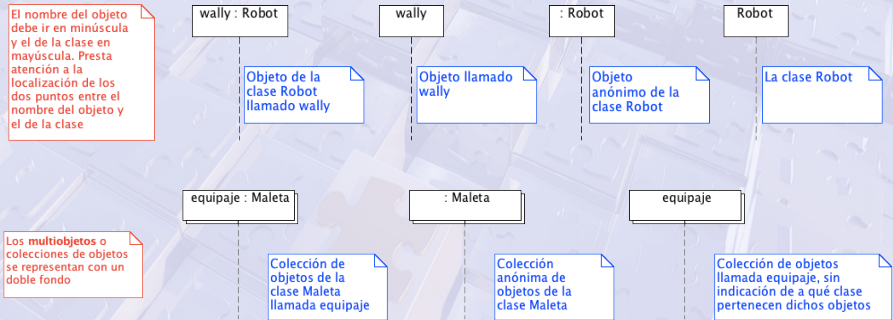 El nombre del objeto
debe ir en minúscula
y el de la clase en
mayúscula. Presta
atención a la
localización de los
dos puntos entre el
nombre del objeto y
el de la clase
wally : Robot
Objeto de la
clase Robot
llamado wally
wally
Objeto llamado
wally
: Robot
Objeto
anónimo de la
clase Robot
Robot
La clase Robot
Los multiobjetos o
colecciones de objetos
se representan con un
doble fondo
equipaje : Maleta
Colección de
objetos de la
clase Maleta
llamada equipaje
: Maleta
Colección
anónima de
objetos de la
clase Maleta
equipaje
Colección de objetos
llamada equipaje, sin
indicación de a qué clase
pertenecen dichos objetos